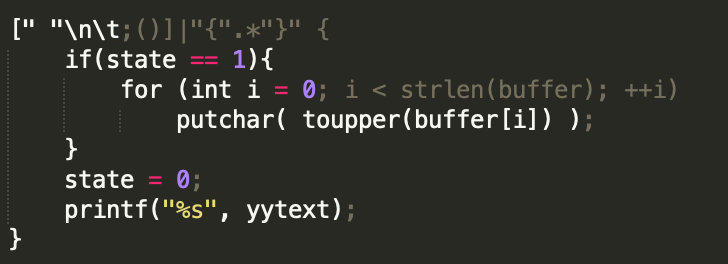 [" "\n\t;()]|"{".*"}" {
    if(state == 1){
        for (int i = 0; i < strlen(buffer); ++i)
            putchar( toupper(buffer[i]) );
    }
    state = 0;
    printf("%s", yytext);
}